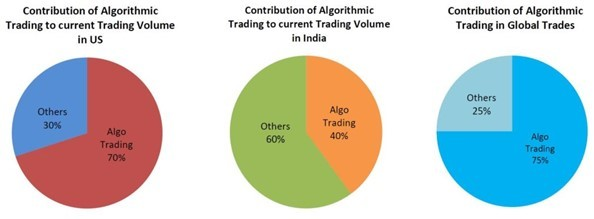 Contribution of Algorithmic
Trading to current Trading Volume
in US
Others
30%
Algo
Trading
70%
Contribution of Algorithmic
Trading to current Trading Volume
in India
Others
60%
Algo
Trading
40%
Contribution of Algorithmic
Trading in Global Trades
Others
25%
Algo
Trading
75%